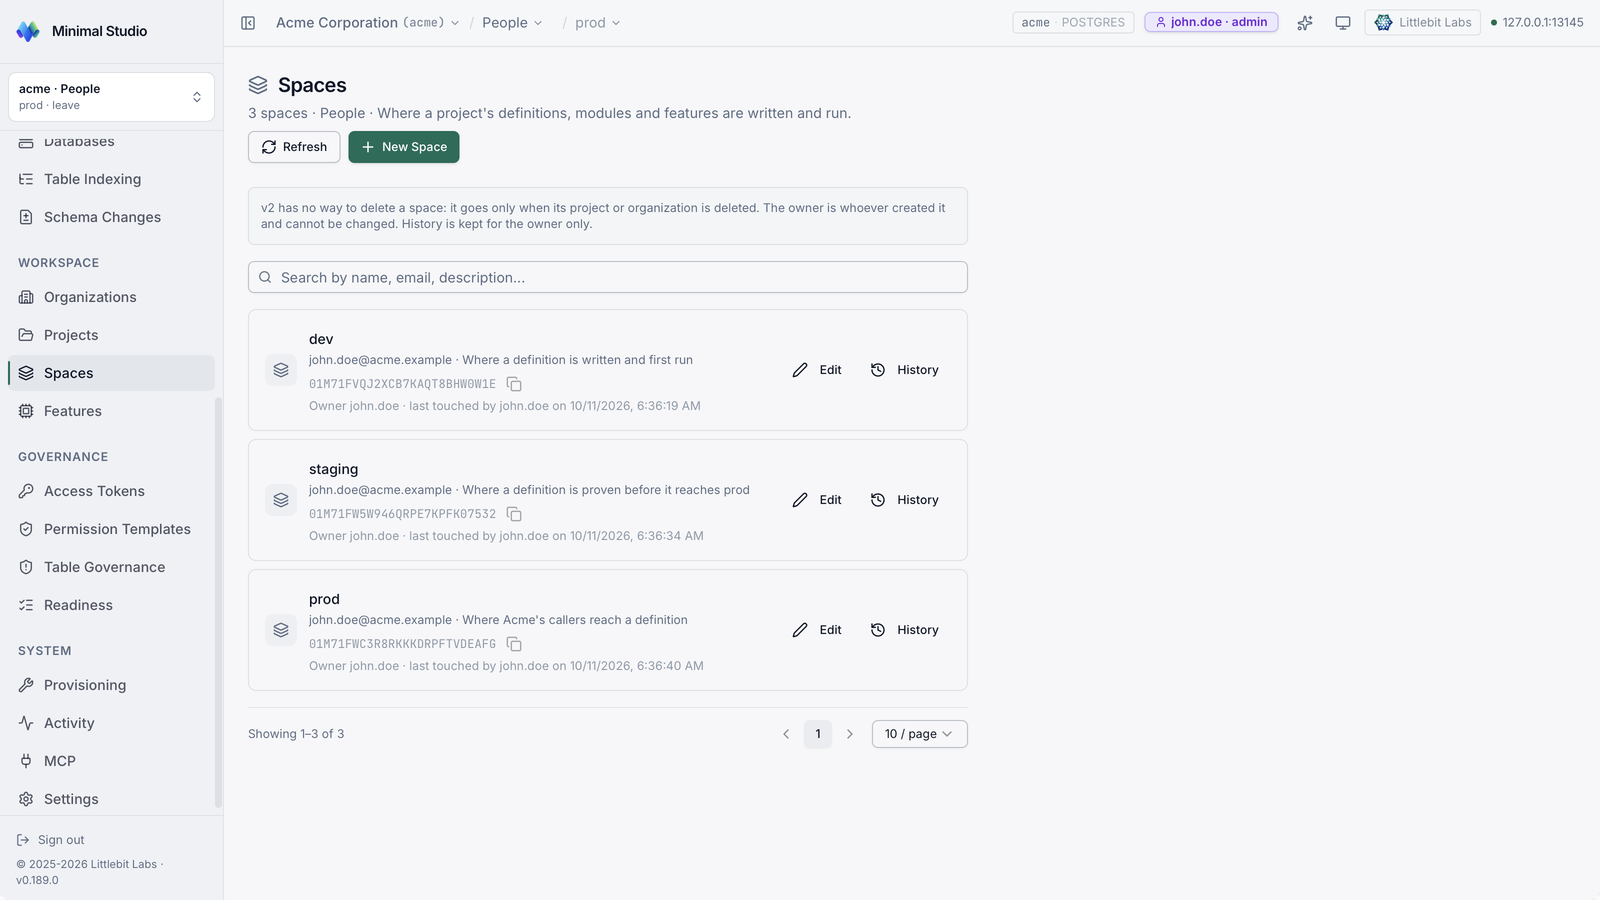 Minimal Studio
acme · People
prod · leave
Databases
Table Indexing
Schema Changes
WORKSPACE
Organizations
Projects
Spaces
Features
GOVERNANCE
Access Tokens
Permission Templates
Table Governance
Readiness
SYSTEM
Provisioning
Activity
MCP
Settings
Sign out
© 2025-2026 Littlebit Labs ·
v0.189.0
Acme Corporation (acme) / People / prod
acme · POSTGRES
john.doe · admin
Littlebit Labs
127.0.0.1:13145
Spaces
3 spaces · People · Where a project's definitions, modules and features are written and run.
Refresh
New Space
v2 has no way to delete a space: it goes only when its project or organization is deleted. The owner is whoever created it
and cannot be changed. History is kept for the owner only.
Search by name, email, description...
dev
john.doe@acme.example · Where a definition is written and first run
01M71FVQJ2XCB7KAQT8BHW0W1E
Owner john.doe · last touched by john.doe on 10/11/2026, 6:36:19 AM
Edit
History
staging
john.doe@acme.example · Where a definition is proven before it reaches prod
01M71FW5W946QRPE7KPFK07532
Owner john.doe · last touched by john.doe on 10/11/2026, 6:36:34 AM
Edit
History
prod
john.doe@acme.example · Where Acme's callers reach a definition
01M71FWC3R8RKKKDRPFTVDEAFG
Owner john.doe · last touched by john.doe on 10/11/2026, 6:36:40 AM
Edit
History
Showing 1–3 of 3
1
10 / page